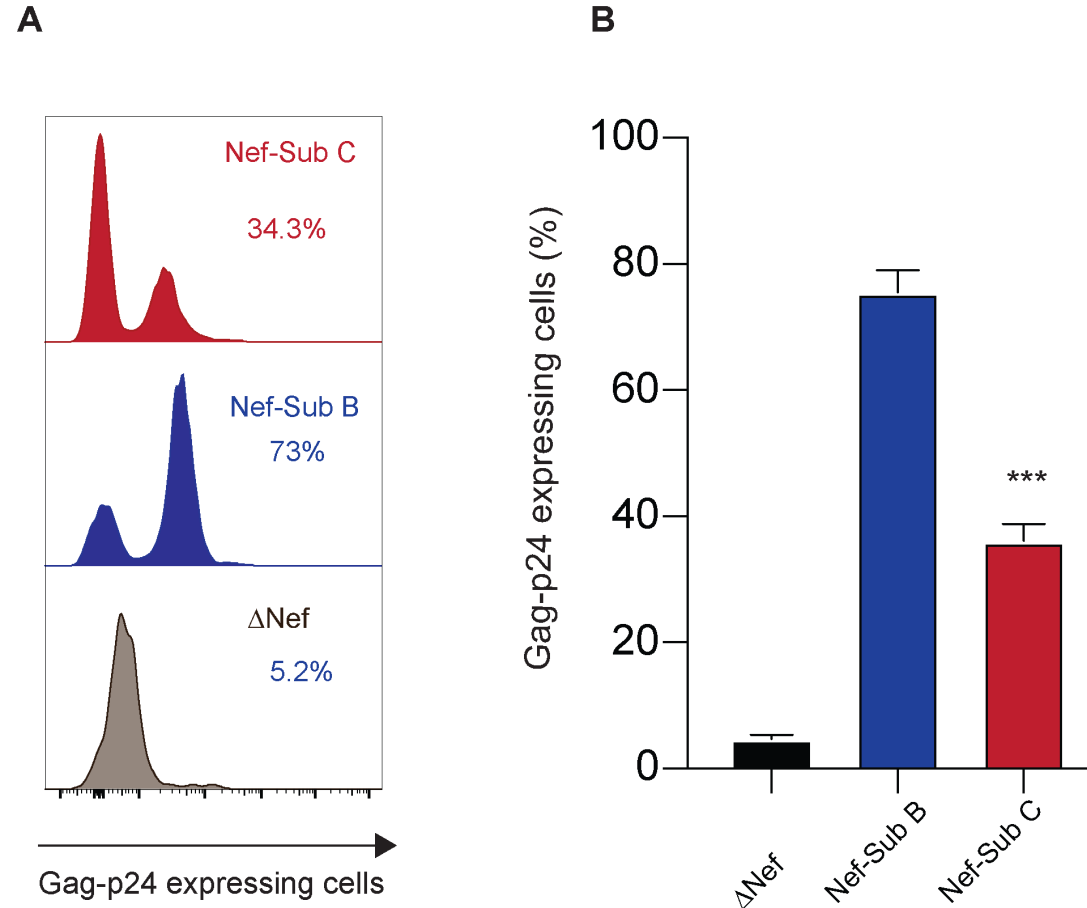 A
Nef-Sub C
34.3%
Nef-Sub B
73%
ΔNef
5.2%
Gag-p24 expressing cells
B
Gag-p24 expressing cells (%)
100
80
60
40
20
0
***
ΔNef
Nef-Sub B
Nef-Sub C